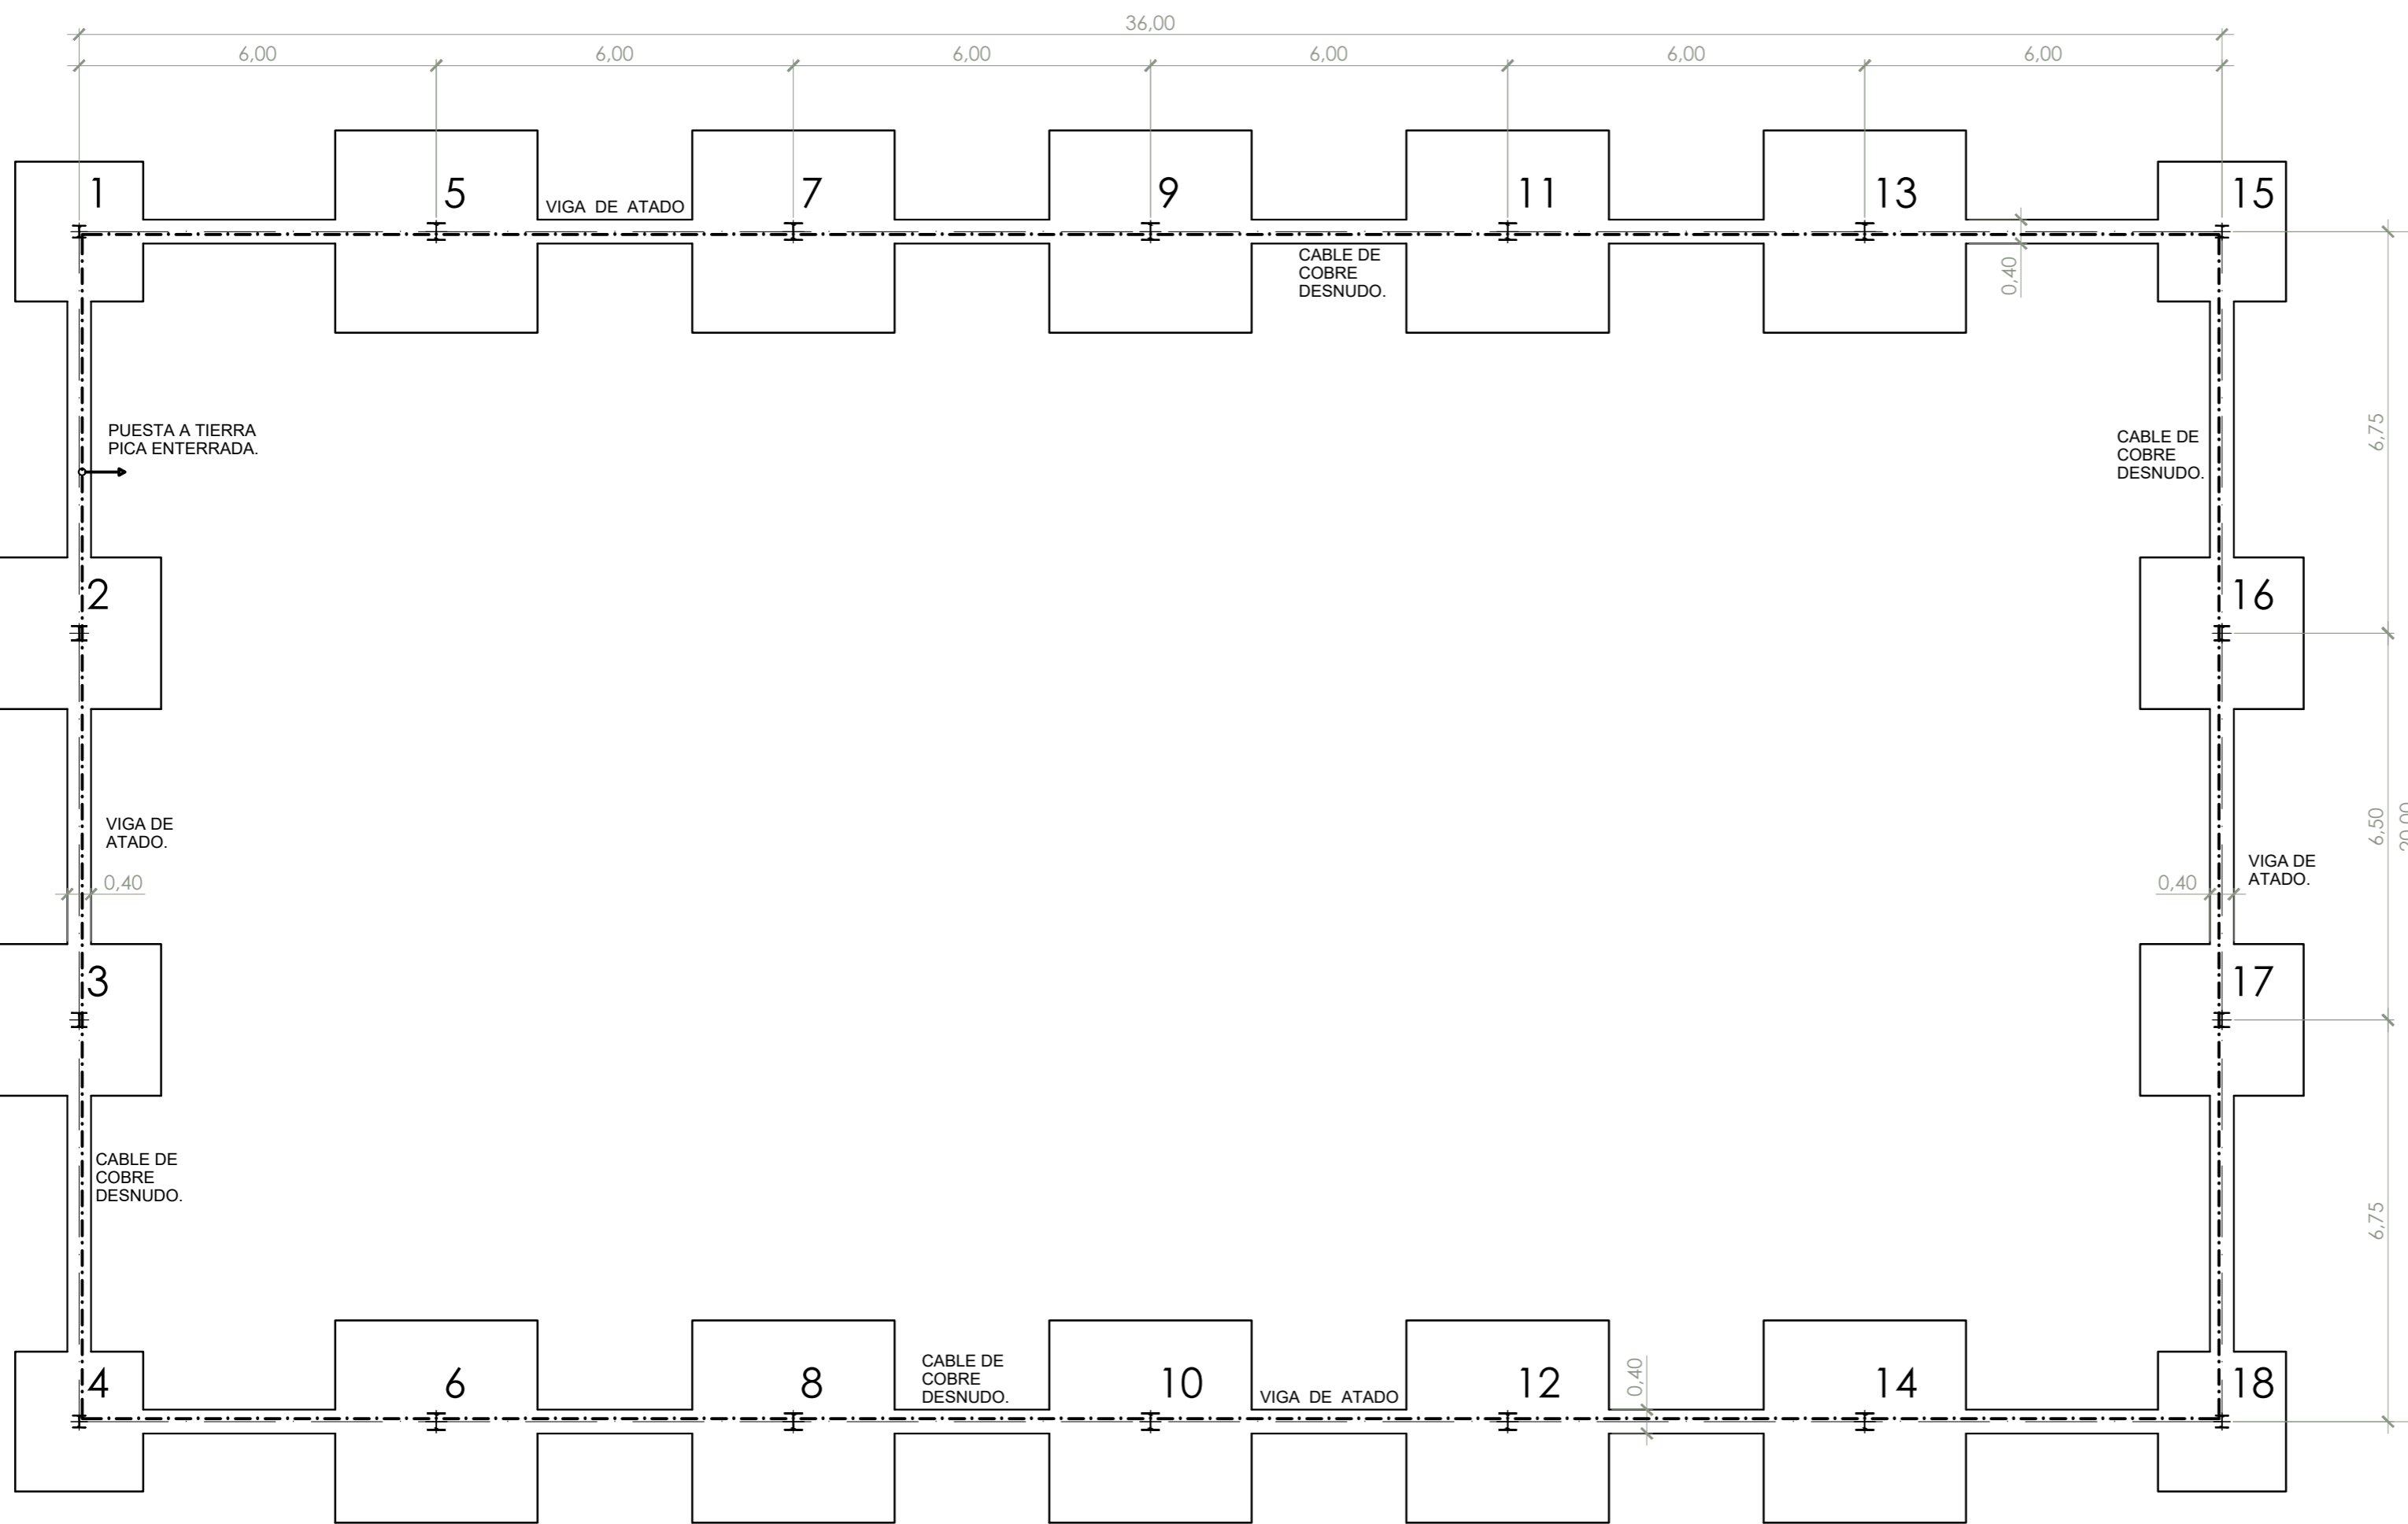 36,00
6,00
6,00
6,00
6,00
6,00
6,00
1
5
VIGA DE ATADO
7
9
11
13
15
CABLE DE
COBRE
DESNUDO.
0,40
PUESTA A TIERRA
PICA ENTERRADA.
CABLE DE
COBRE
DESNUDO.
6,75
2
16
VIGA DE
ATADO.
0,40
6,50
20,00
VIGA DE
ATADO.
0,40
3
17
CABLE DE
COBRE
DESNUDO.
6,75
4
6
8
CABLE DE
COBRE
DESNUDO.
10
VIGA DE ATADO
12
0,40
14
18